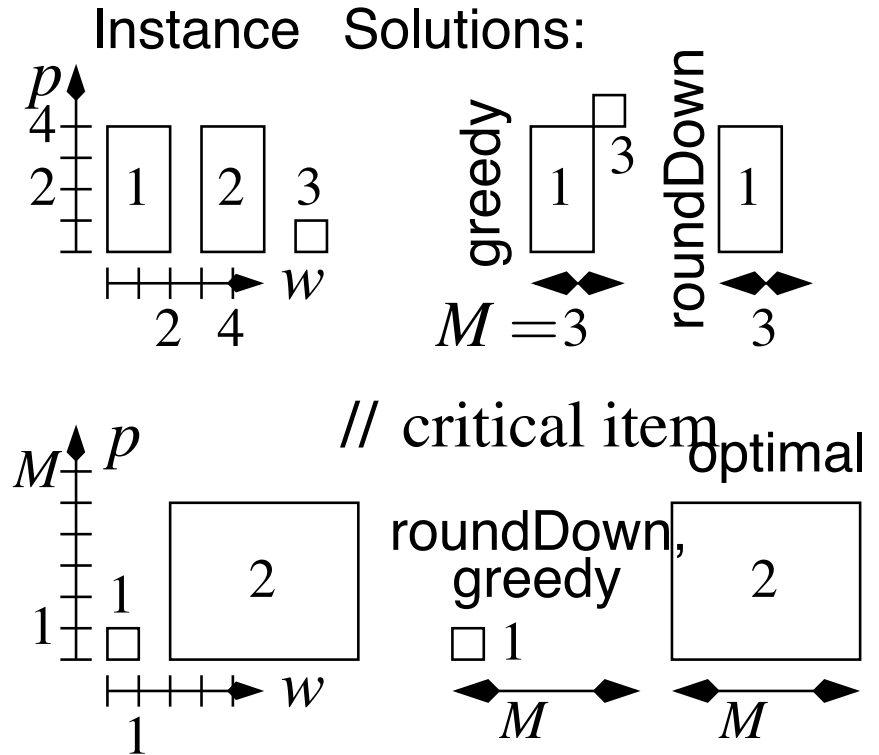 Instance Solutions:
p
4
2
1 2 3
w
2 4
greedy
1 3
M = 3
roundDown
1
3
// critical item
optimal
M p
1
1 2
w
1
roundDown,
greedy
1
M
2
M